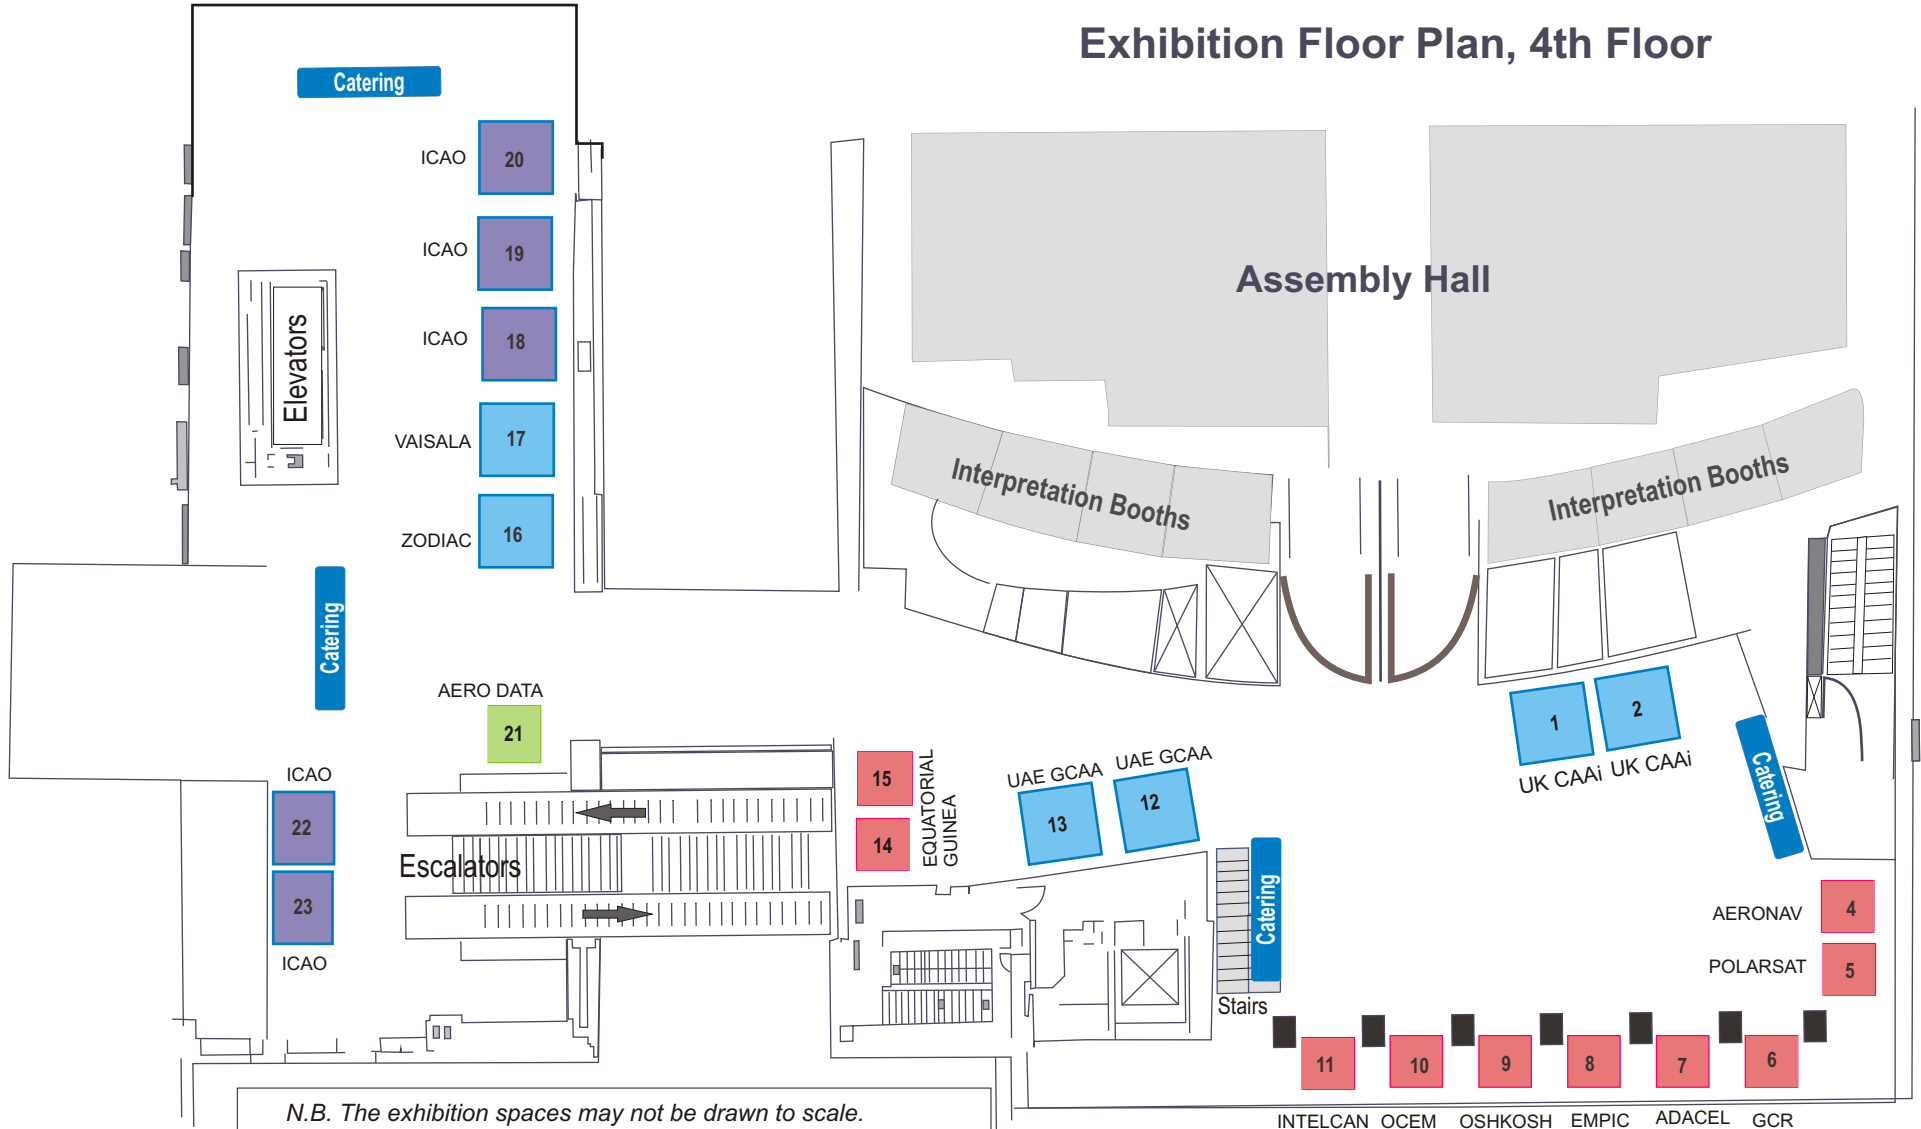 Exhibition Floor Plan, 4th Floor
Catering
ICAO
20
ICAO
19
ICAO
18
VAISALA
17
ZODIAC
16
Elevators
Assembly Hall
Interpretation Booths
Interpretation Booths
Catering
AERO DATA
21
ICAO
22
23
ICAO
Escalators
15
14
EQUATORIAL
GUINEA
UAE GCAA
13
UAE GCAA
12
1
UK CAAi
2
UK CAAi
Catering
Catering
Stairs
AERONAV
4
POLARSAT
5
11
10
9
8
7
6
INTELCAN
OCEM
OSHKOSH
EMPIC
ADACEL
GCR
N.B. The exhibition spaces may not be drawn to scale.